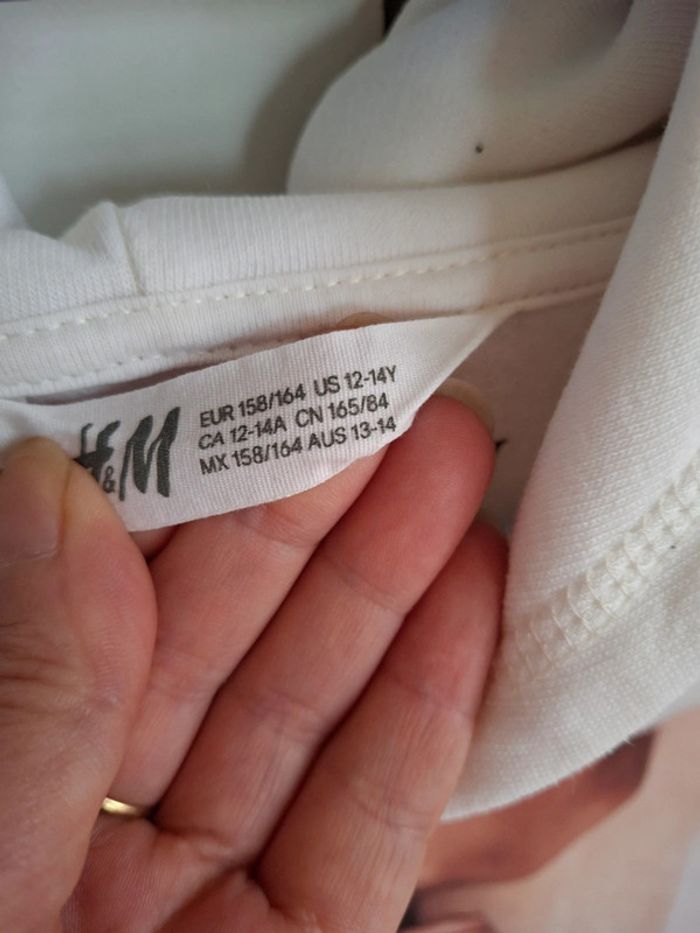 H&M
EUR 158/164 US 12-14Y
CA 12-14A CN 165/84
MX 158/164 AUS 13-14